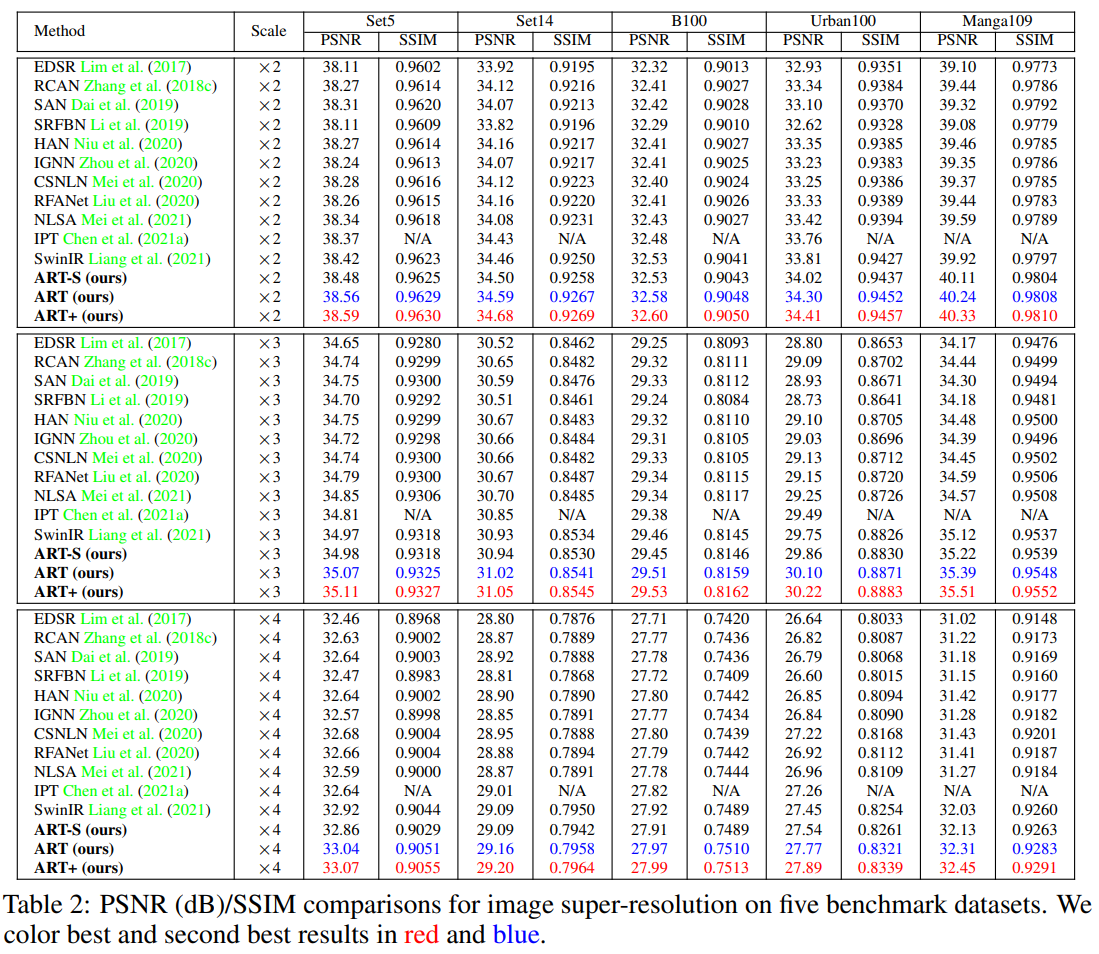 Method Scale Set5 Set14 B100 Urban100 Manga109
PSNR SSIM PSNR SSIM PSNR SSIM PSNR SSIM PSNR SSIM
EDSR Lim et al. (2017) ×2 38.11 0.9602 33.92 0.9195 32.32 0.9013 32.93 0.9351 39.10 0.9773
RCAN Zhang et al. (2018c) ×2 38.27 0.9614 34.12 0.9216 32.41 0.9027 33.34 0.9384 39.44 0.9786
SAN Dai et al. (2019) ×2 38.31 0.9620 34.07 0.9213 32.42 0.9028 33.10 0.9370 39.32 0.9792
SRFBN Li et al. (2019) ×2 38.11 0.9609 33.82 0.9196 32.29 0.9010 32.62 0.9328 39.08 0.9779
HAN Niu et al. (2020) ×2 38.27 0.9614 34.16 0.9217 32.41 0.9027 33.35 0.9385 39.46 0.9785
IGNN Zhou et al. (2020) ×2 38.24 0.9613 34.07 0.9217 32.41 0.9025 33.23 0.9383 39.35 0.9786
CSNLN Mei et al. (2020) ×2 38.28 0.9616 34.12 0.9223 32.40 0.9024 33.25 0.9386 39.37 0.9785
RFANet Liu et al. (2020) ×2 38.26 0.9615 34.16 0.9220 32.41 0.9026 33.33 0.9389 39.44 0.9783
NLSA Mei et al. (2021) ×2 38.34 0.9618 34.08 0.9231 32.43 0.9027 33.42 0.9394 39.59 0.9789
IPT Chen et al. (2021a) ×2 38.37 N/A 34.43 N/A 32.48 N/A 33.76 N/A N/A N/A
SwinIR Liang et al. (2021) ×2 38.42 0.9623 34.46 0.9250 32.53 0.9041 33.81 0.9427 39.92 0.9797
ART-S (ours) ×2 38.48 0.9625 34.50 0.9258 32.53 0.9043 34.02 0.9437 40.11 0.9804
ART (ours) ×2 38.56 0.9629 34.59 0.9267 32.58 0.9048 34.30 0.9452 40.24 0.9808
ART+ (ours) ×2 38.59 0.9630 34.68 0.9269 32.60 0.9050 34.41 0.9457 40.33 0.9810
EDSR Lim et al. (2017) ×3 34.65 0.9280 30.52 0.8462 29.25 0.8093 28.80 0.8653 34.17 0.9476
RCAN Zhang et al. (2018c) ×3 34.74 0.9299 30.65 0.8482 29.32 0.8111 29.09 0.8702 34.44 0.9499
SAN Dai et al. (2019) ×3 34.75 0.9300 30.59 0.8476 29.33 0.8112 28.93 0.8671 34.30 0.9494
SRFBN Li et al. (2019) ×3 34.70 0.9292 30.51 0.8461 29.24 0.8084 28.73 0.8641 34.18 0.9481
HAN Niu et al. (2020) ×3 34.75 0.9299 30.67 0.8483 29.32 0.8110 29.10 0.8705 34.48 0.9500
IGNN Zhou et al. (2020) ×3 34.72 0.9298 30.66 0.8484 29.31 0.8105 29.03 0.8696 34.39 0.9496
CSNLN Mei et al. (2020) ×3 34.74 0.9300 30.66 0.8482 29.33 0.8105 29.13 0.8712 34.45 0.9502
RFANet Liu et al. (2020) ×3 34.79 0.9300 30.67 0.8487 29.34 0.8115 29.15 0.8720 34.59 0.9506
NLSA Mei et al. (2021) ×3 34.85 0.9306 30.70 0.8485 29.34 0.8117 29.25 0.8726 34.57 0.9508
IPT Chen et al. (2021a) ×3 34.81 N/A 30.85 N/A 29.38 N/A 29.49 N/A N/A N/A
SwinIR Liang et al. (2021) ×3 34.97 0.9318 30.93 0.8534 29.46 0.8145 29.75 0.8826 35.12 0.9537
ART-S (ours) ×3 34.98 0.9318 30.94 0.8530 29.45 0.8146 29.86 0.8830 35.22 0.9539
ART (ours) ×3 35.07 0.9325 31.02 0.8541 29.51 0.8159 30.10 0.8871 35.39 0.9548
ART+ (ours) ×3 35.11 0.9327 31.05 0.8545 29.53 0.8162 30.22 0.8883 35.51 0.9552
EDSR Lim et al. (2017) ×4 32.46 0.8968 28.80 0.7876 27.71 0.7420 26.64 0.8033 31.02 0.9148
RCAN Zhang et al. (2018c) ×4 32.63 0.9002 28.87 0.7889 27.77 0.7436 26.82 0.8087 31.22 0.9173
SAN Dai et al. (2019) ×4 32.64 0.9003 28.92 0.7888 27.78 0.7436 26.79 0.8068 31.18 0.9169
SRFBN Li et al. (2019) ×4 32.47 0.8983 28.81 0.7868 27.72 0.7409 26.60 0.8015 31.15 0.9160
HAN Niu et al. (2020) ×4 32.64 0.9002 28.90 0.7890 27.80 0.7442 26.85 0.8094 31.42 0.9177
IGNN Zhou et al. (2020) ×4 32.57 0.8998 28.85 0.7891 27.77 0.7434 26.84 0.8090 31.28 0.9182
CSNLN Mei et al. (2020) ×4 32.68 0.9004 28.95 0.7888 27.80 0.7439 27.22 0.8168 31.43 0.9201
RFANet Liu et al. (2020) ×4 32.66 0.9004 28.88 0.7894 27.79 0.7442 26.92 0.8112 31.41 0.9187
NLSA Mei et al. (2021) ×4 32.59 0.9000 28.87 0.7891 27.78 0.7444 26.96 0.8109 31.27 0.9184
IPT Chen et al. (2021a) ×4 32.64 N/A 29.01 N/A 27.82 N/A 27.26 N/A N/A N/A
SwinIR Liang et al. (2021) ×4 32.92 0.9044 29.09 0.7950 27.92 0.7489 27.45 0.8254 32.03 0.9260
ART-S (ours) ×4 32.86 0.9029 29.09 0.7942 27.91 0.7489 27.54 0.8261 32.13 0.9263
ART (ours) ×4 33.04 0.9051 29.16 0.7958 27.97 0.7510 27.77 0.8321 32.31 0.9283
ART+ (ours) ×4 33.07 0.9055 29.20 0.7964 27.99 0.7513 27.89 0.8339 32.45 0.9291
Table 2: PSNR (dB)/SSIM comparisons for image super-resolution on five benchmark datasets. We
color best and second best results in red and blue.